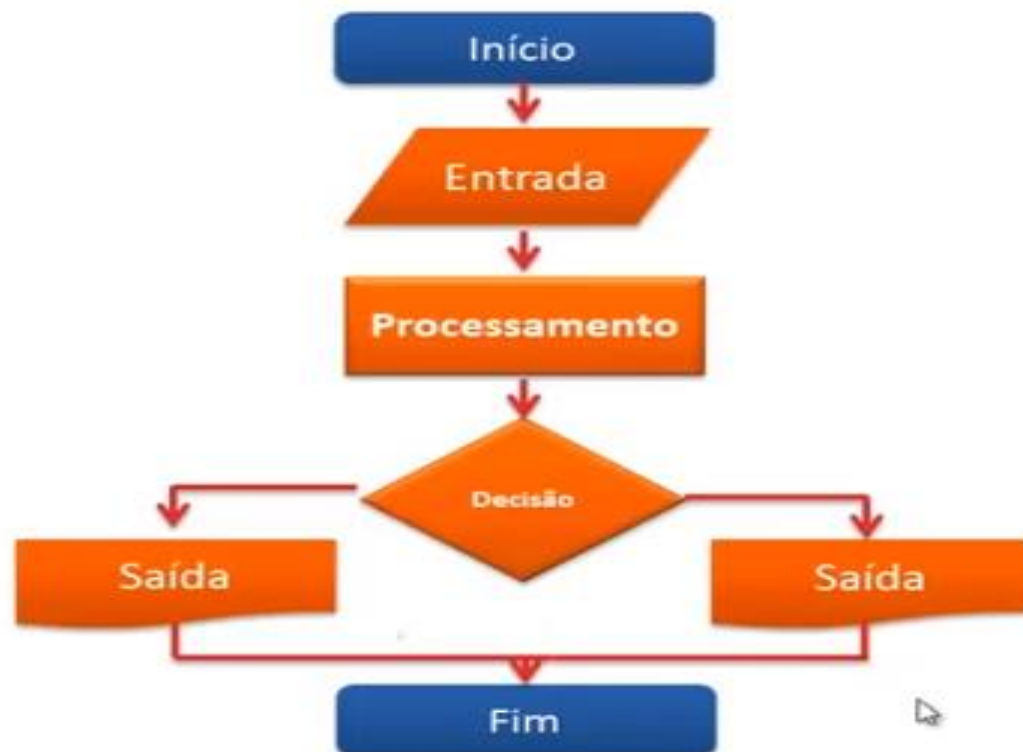 Início
Entrada
Processamento
Decisão
Saída
Saída
Fim